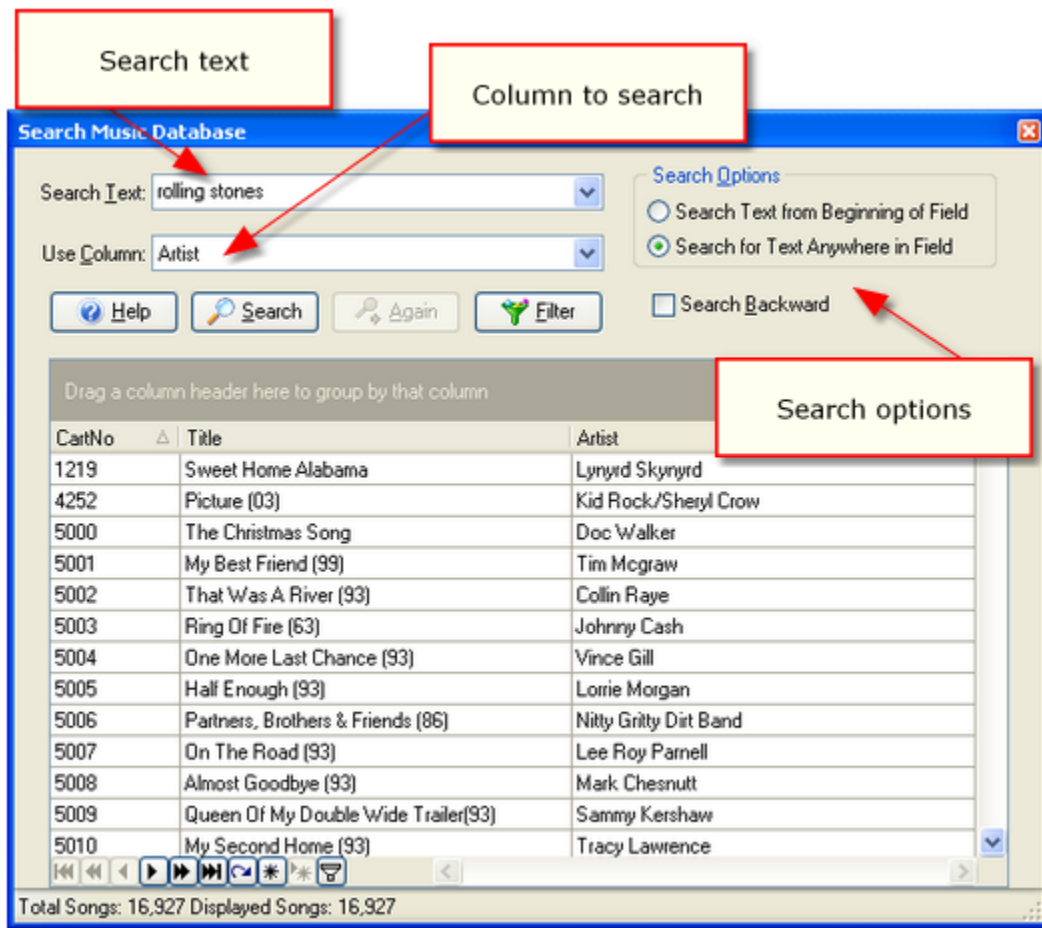 Search text
Column to search
Search Music Database
Search Text: rolling stones
Search Options
Search Text from Beginning of Field
Use Column: Artist
Search for Text Anywhere in Field
Help Search Again Filter
Search Backward
Search options
Drag a column header here to group by that column
CartNo Title Artist
1219 Sweet Home Alabama Lynyrd Skynyrd
4252 Picture (03) Kid Rock/Sheryl Crow
5000 The Christmas Song Doc Walker
5001 My Best Friend (99) Tim Mcgraw
5002 That Was A River (93) Collin Raye
5003 Ring Of Fire (63) Johnny Cash
5004 One More Last Chance (93) Vince Gill
5005 Half Enough (93) Lorrie Morgan
5006 Partners, Brothers & Friends (86) Nitty Gritty Dirt Band
5007 On The Road (93) Lee Roy Parnell
5008 Almost Goodbye (93) Mark Chesnutt
5009 Queen Of My Double Wide Trailer(93) Sammy Kershaw
5010 My Second Home (93) Tracy Lawrence
Total Songs: 16,927 Displayed Songs: 16,927